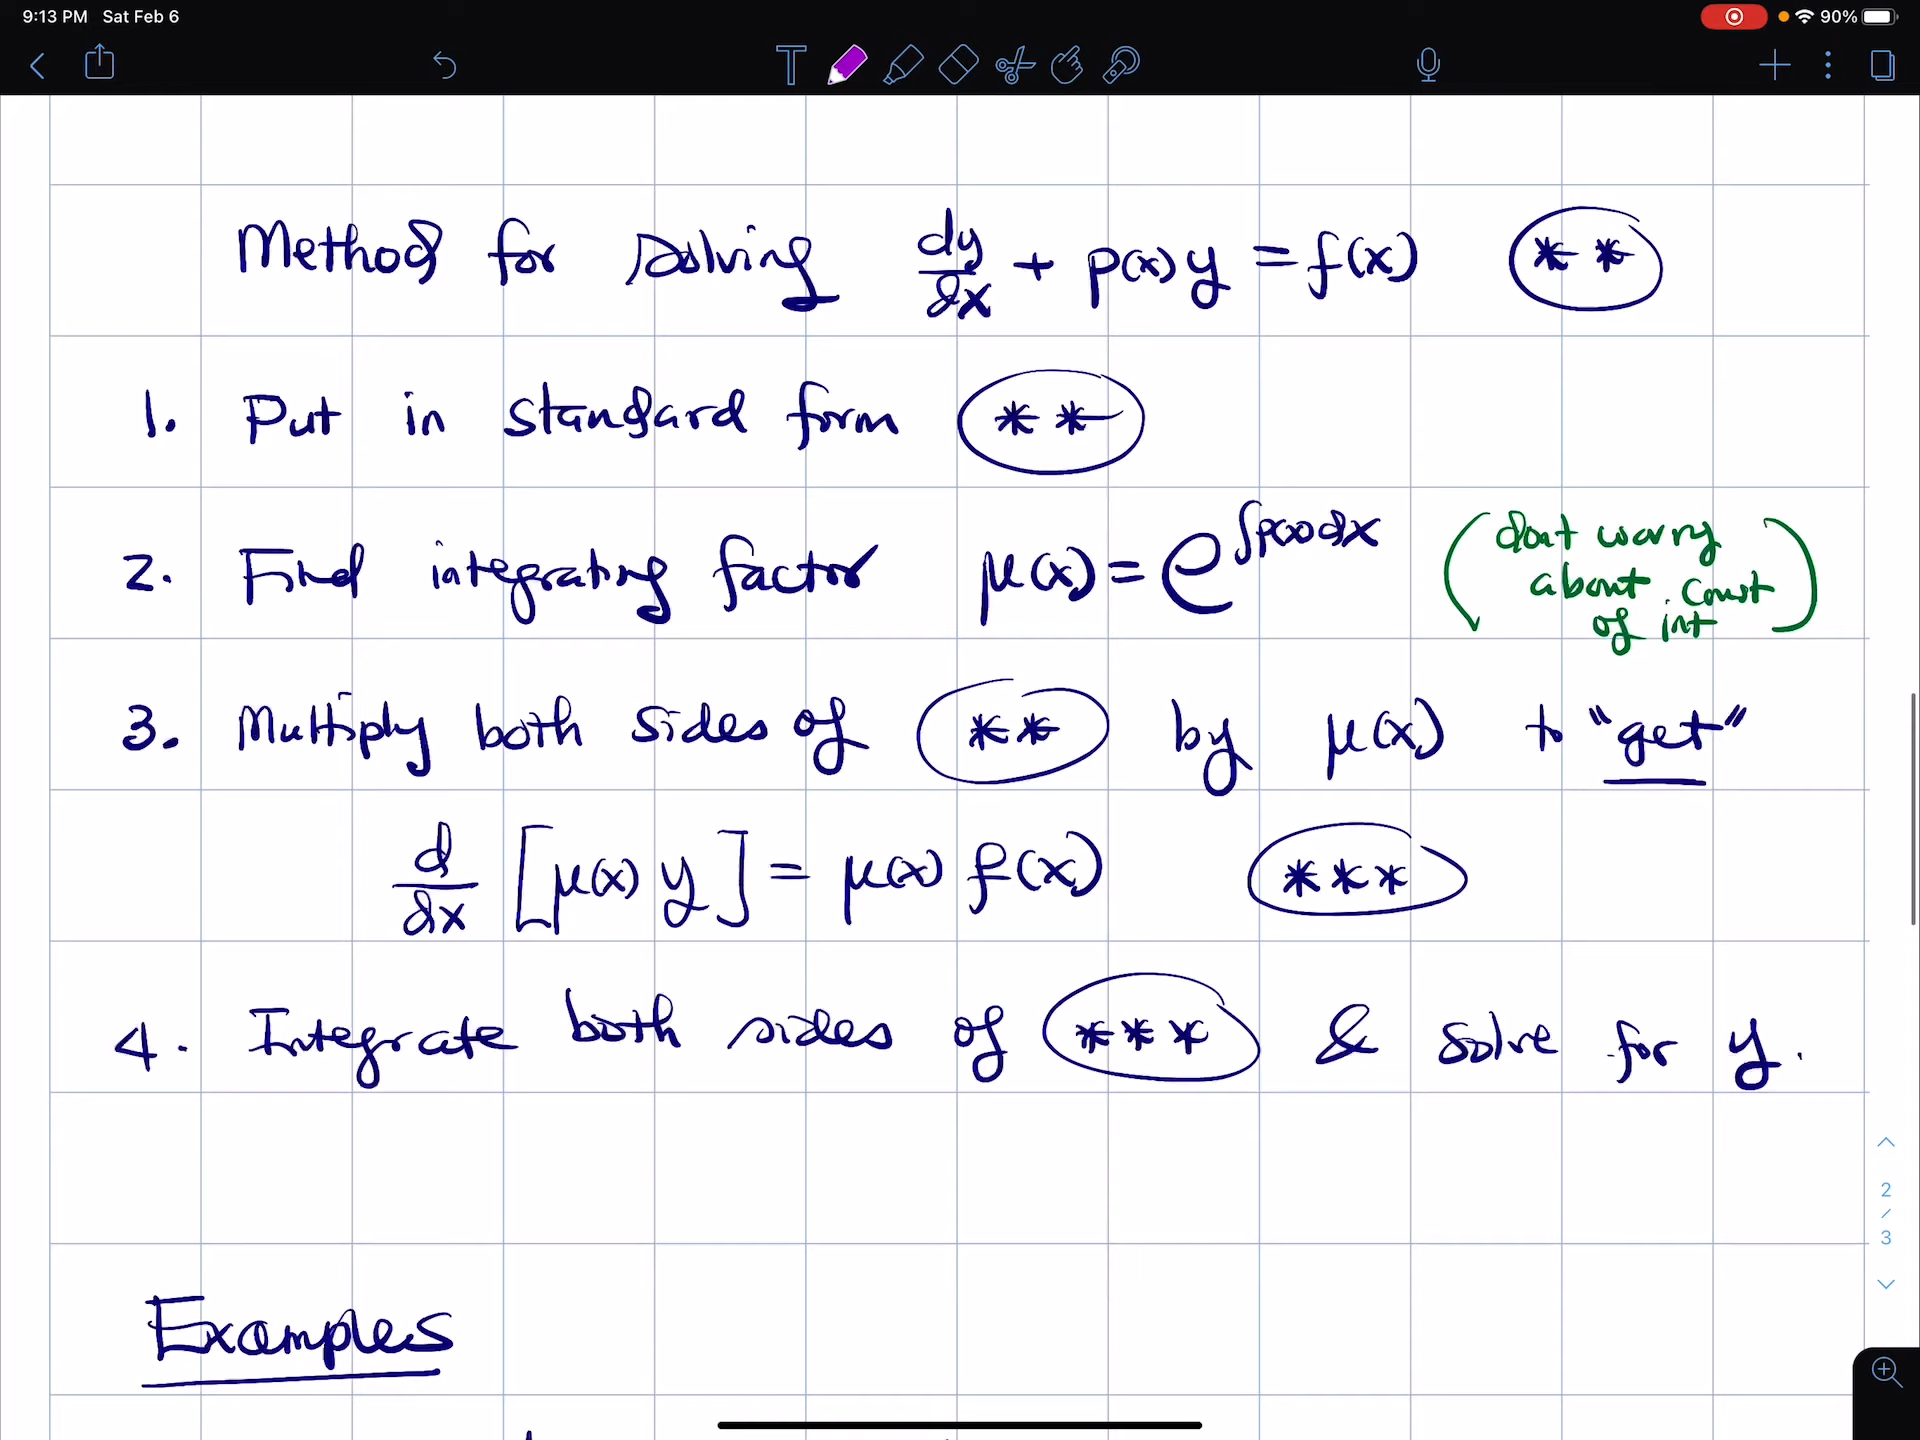 9:13 PM Sat Feb 6 90%
Method for solving dy/dx + p(x) y = f(x) (**)
1. Put in standard form (**)
2. Find integrating factor μ(x) = e^∫p(x)dx (dont worry
about const
of int)
3. Multiply both sides of (**) by μ(x) to "get"
d/dx [μ(x) y] = μ(x) f(x) (***)
4. Integrate both sides of (***) & solve for y.
2
/
3
Examples